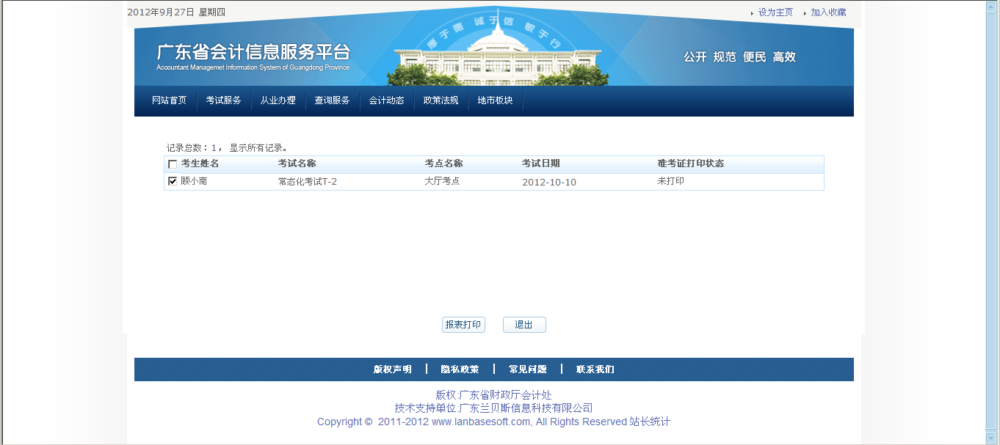 2012年9月27日 星期四 设为主页 加入收藏
厚于德 诚于信 敏于行
广东省会计信息服务平台
Accountant Managemet Information System of Guangdong Province
公开 规范 便民 高效
网站首页 考试服务 从业办理 查询服务 会计动态 政策法规 地市板块
记录总数：1， 显示所有记录。
考生姓名 考试名称 考点名称 考试日期 准考证打印状态
顾小南 常态化考试T-2 大厅考点 2012-10-10 未打印
报表打印 退出
版权声明 | 隐私政策 | 常见问题 | 联系我们
版权:广东省财政厅会计处
技术支持单位:广东兰贝斯信息科技有限公司
Copyright © 2011-2012 www.lanbasesoft.com, All Rights Reserved 站长统计